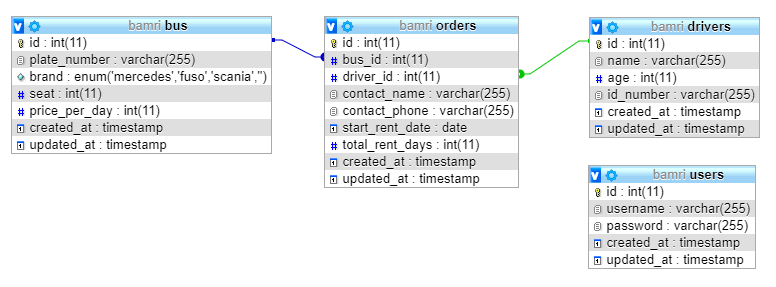 bamri bus
id : int(11)
plate_number : varchar(255)
brand : enum('mercedes','fuso','scania','')
seat : int(11)
price_per_day : int(11)
created_at : timestamp
updated_at : timestamp
bamri orders
id : int(11)
bus_id : int(11)
driver_id : int(11)
contact_name : varchar(255)
contact_phone : varchar(255)
start_rent_date : date
total_rent_days : int(11)
created_at : timestamp
updated_at : timestamp
bamri drivers
id : int(11)
name : varchar(255)
age : int(11)
id_number : varchar(255)
created_at : timestamp
updated_at : timestamp
bamri users
id : int(11)
username : varchar(255)
password : varchar(255)
created_at : timestamp
updated_at : timestamp